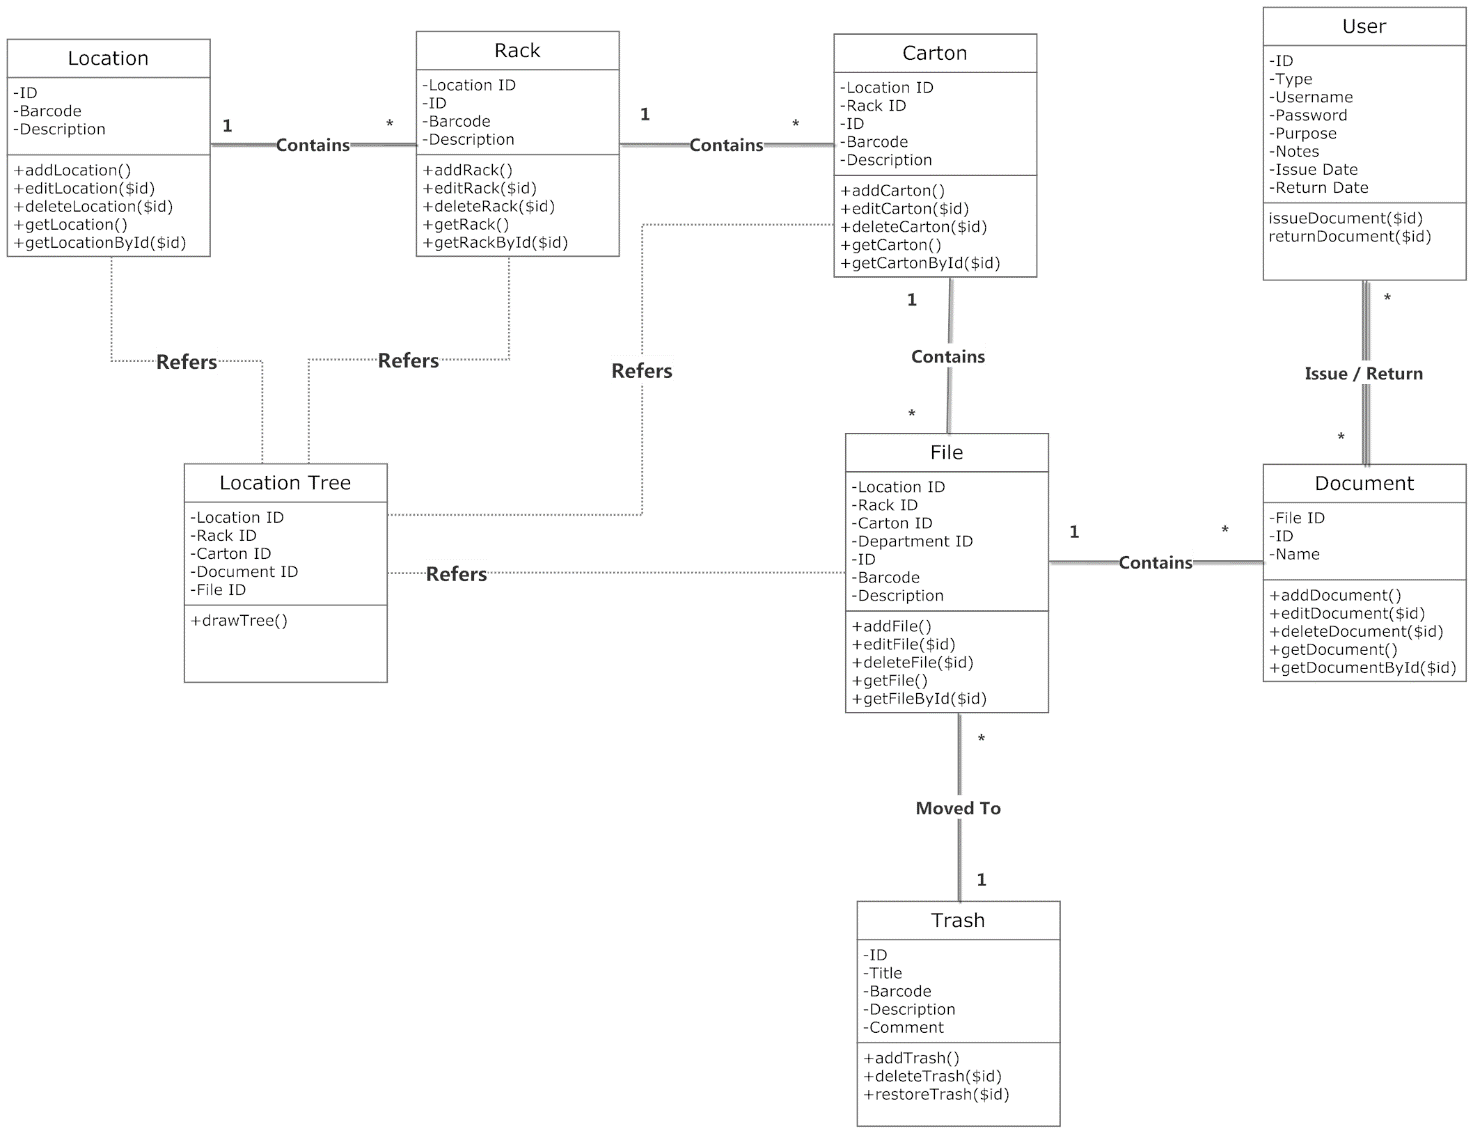 Location
-ID
-Barcode
-Description
+addLocation()
+editLocation($id)
+deleteLocation($id)
+getLocation()
+getLocationById($id)
1
Contains
*
Rack
-Location ID
-ID
-Barcode
-Description
+addRack()
+editRack($id)
+deleteRack($id)
+getRack()
+getRackById($id)
1
Contains
*
Carton
-Location ID
-Rack ID
-ID
-Barcode
-Description
+addCarton()
+editCarton($id)
+deleteCarton($id)
+getCarton()
+getCartonById($id)
User
-ID
-Type
-Username
-Password
-Purpose
-Notes
-Issue Date
-Return Date
issueDocument($id)
returnDocument($id)
1
Contains
*
*
Issue / Return
*
Refers
Refers
Refers
Refers
Location Tree
-Location ID
-Rack ID
-Carton ID
-Document ID
-File ID
+drawTree()
File
-Location ID
-Rack ID
-Carton ID
-Department ID
-ID
-Barcode
-Description
+addFile()
+editFile($id)
+deleteFile($id)
+getFile()
+getFileById($id)
1
Contains
*
Document
-File ID
-ID
-Name
+addDocument()
+editDocument($id)
+deleteDocument($id)
+getDocument()
+getDocumentById($id)
*
Moved To
1
Trash
-ID
-Title
-Barcode
-Description
-Comment
+addTrash()
+deleteTrash($id)
+restoreTrash($id)